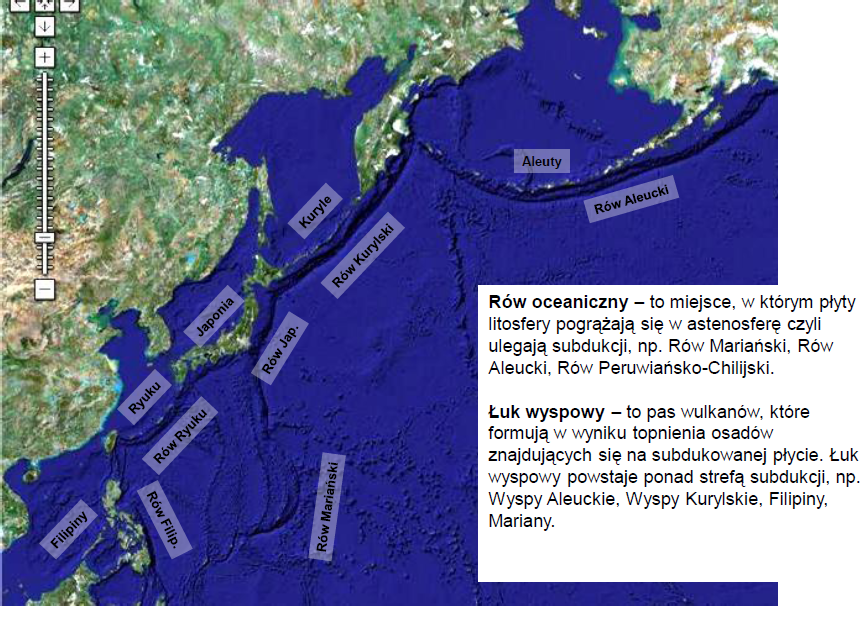 Aleuty
Rów Aleucki
Kuryle
Rów Kurylski
Japonia
Rów Jap.
Ryuku
Rów Ryuku
Filipiny
Rów Filip.
Rów Mariański
Rów oceaniczny – to miejsce, w którym płyty
litosfery pogrążają się w astenosferę czyli
ulegają subdukcji, np. Rów Mariański, Rów
Aleucki, Rów Peruwiańsko-Chilijski.
Łuk wyspowy – to pas wulkanów, które
formują w wyniku topnienia osadów
znajdujących się na subdukowanej płycie. Łuk
wyspowy powstaje ponad strefą subdukcji, np.
Wyspy Aleuckie, Wyspy Kurylskie, Filipiny,
Mariany.